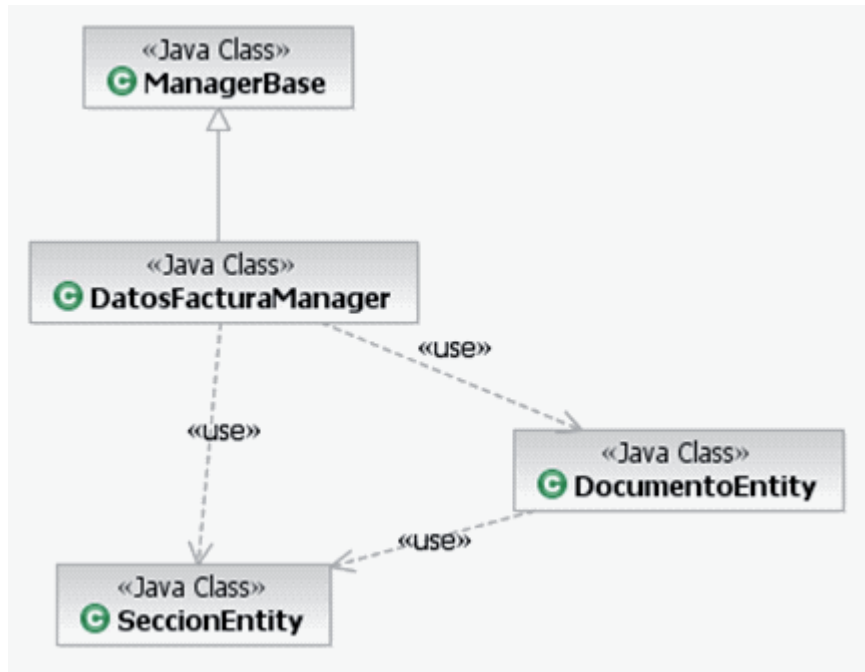 «Java Class»
ManagerBase
«Java Class»
DatosFacturaManager
«use»
«use»
«Java Class»
DocumentoEntity
«use»
«Java Class»
SeccionEntity